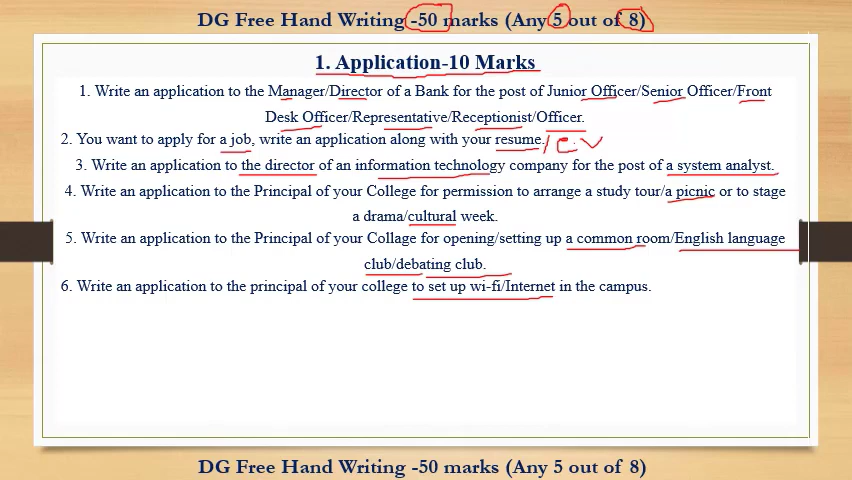 DG Free Hand Writing -50 marks (Any 5 out of 8)
1. Application-10 Marks
1. Write an application to the Manager/Director of a Bank for the post of Junior Officer/Senior Officer/Front
Desk Officer/Representative/Receptionist/Officer.
2. You want to apply for a job, write an application along with your resume. /C.V
3. Write an application to the director of an information technology company for the post of a system analyst.
4. Write an application to the Principal of your College for permission to arrange a study tour/a picnic or to stage
a drama/cultural week.
5. Write an application to the Principal of your Collage for opening/setting up a common room/English language
club/debating club.
6. Write an application to the principal of your college to set up wi-fi/Internet in the campus.
DG Free Hand Writing -50 marks (Any 5 out of 8)